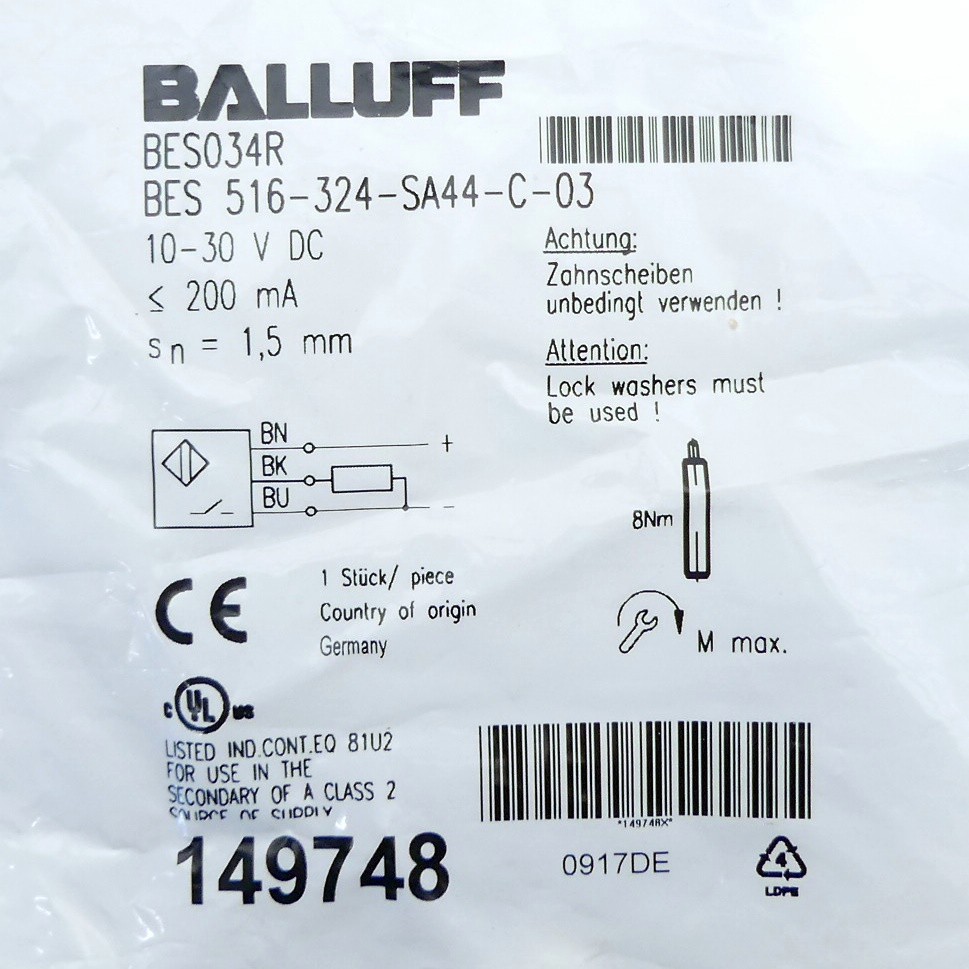 BALLUFF
BES034R
BES 516-324-SA44-C-03
10-30 V DC
≤ 200 mA
sn = 1,5 mm
Achtung:
Zahnscheiben
unbedingt verwenden !
Attention:
Lock washers must
be used !
BN
+
BK
BU
-
8Nm
M max.
CE
1 Stück/ piece
Country of origin
Germany
c UL us
LISTED IND.CONT.EQ 81U2
FOR USE IN THE
SECONDARY OF A CLASS 2
SOURCE OF SUPPLY
*149748X*
149748
0917DE
4
LDPE